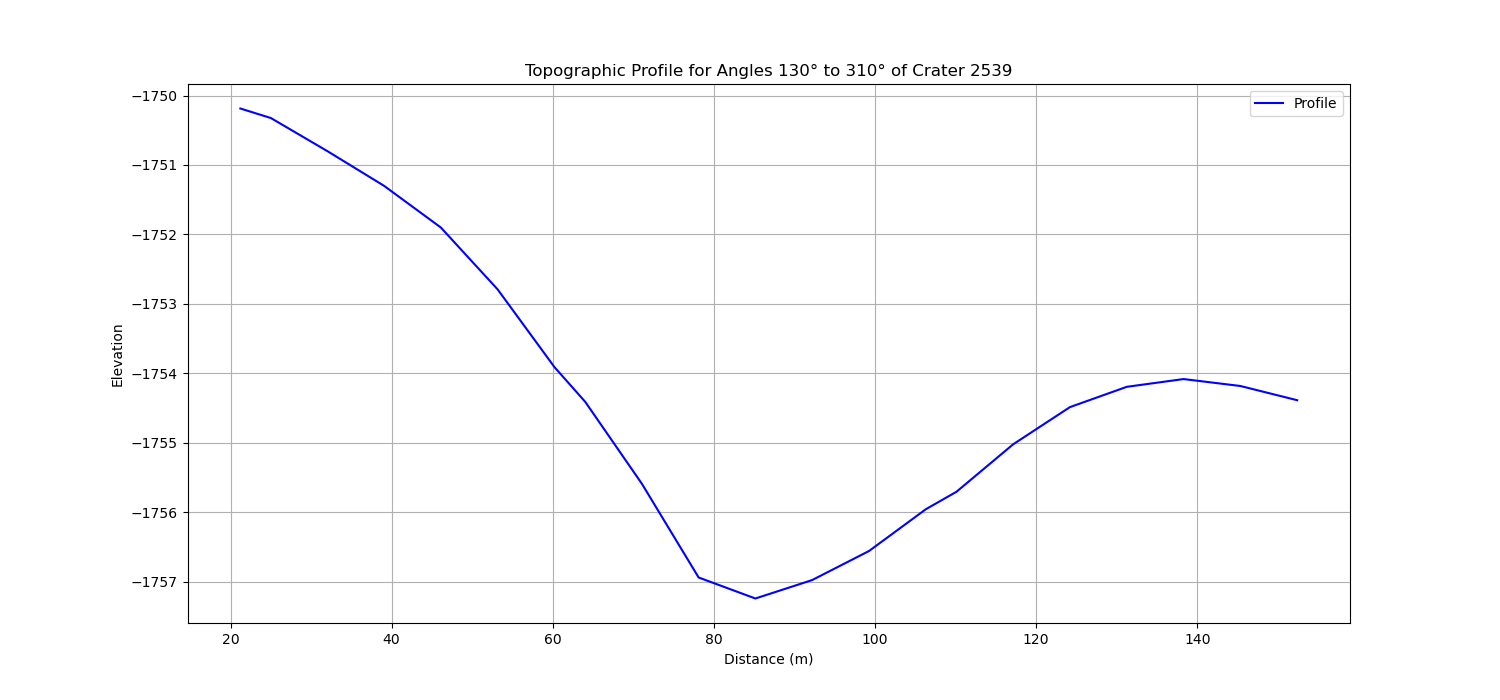 Topographic Profile for Angles 130° to 310° of Crater 2539
Profile
−1750
−1751
−1752
−1753
−1754
−1755
−1756
−1757
Elevation
20 40 60 80 100 120 140
Distance (m)